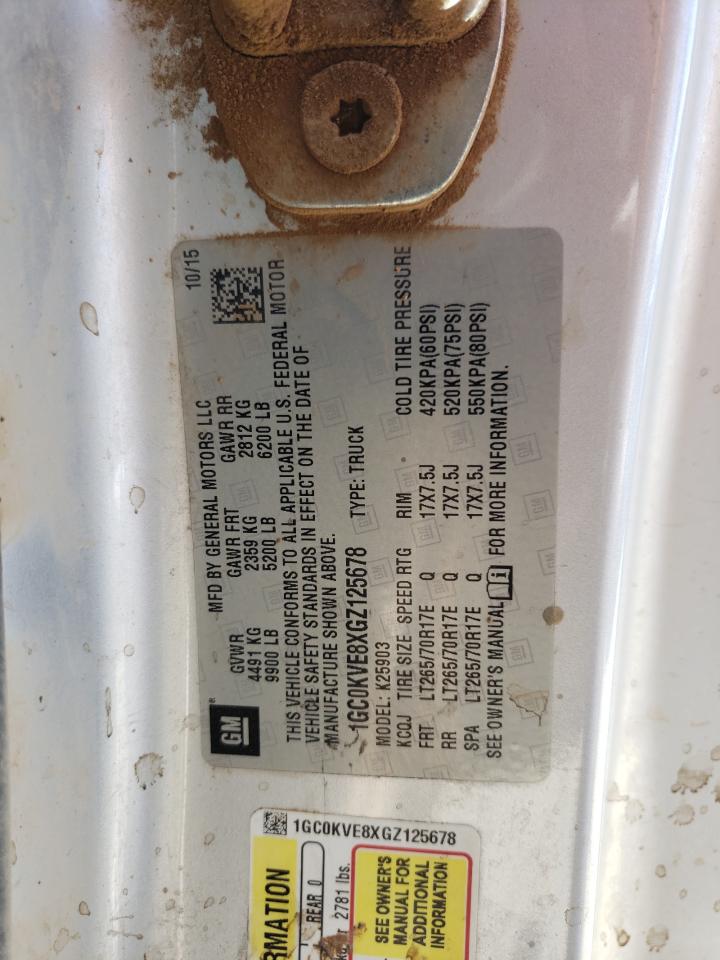 GM®
MFD BY GENERAL MOTORS LLC 10/15
GVWR GAWR FRT GAWR RR
4491 KG 2359 KG 2812 KG
9900 LB 5200 LB 6200 LB
THIS VEHICLE CONFORMS TO ALL APPLICABLE U.S. FEDERAL MOTOR
VEHICLE SAFETY STANDARDS IN EFFECT ON THE DATE OF
MANUFACTURE SHOWN ABOVE.
1GC0KVE8XGZ125678 TYPE: TRUCK
MODEL: K25903
KCQJ TIRE SIZE SPEED RTG RIM COLD TIRE PRESSURE
FRT LT265/70R17E Q 17X7.5J 420KPA(60PSI)
RR LT265/70R17E Q 17X7.5J 520KPA(75PSI)
SPA LT265/70R17E Q 17X7.5J 550KPA(80PSI)
SEE OWNER'S MANUAL i FOR MORE INFORMATION.
1GC0KVE8XGZ125678
RMATION
REAR 0
2781 lbs.
SEE OWNER'S
MANUAL FOR
ADDITIONAL
INFORMATION